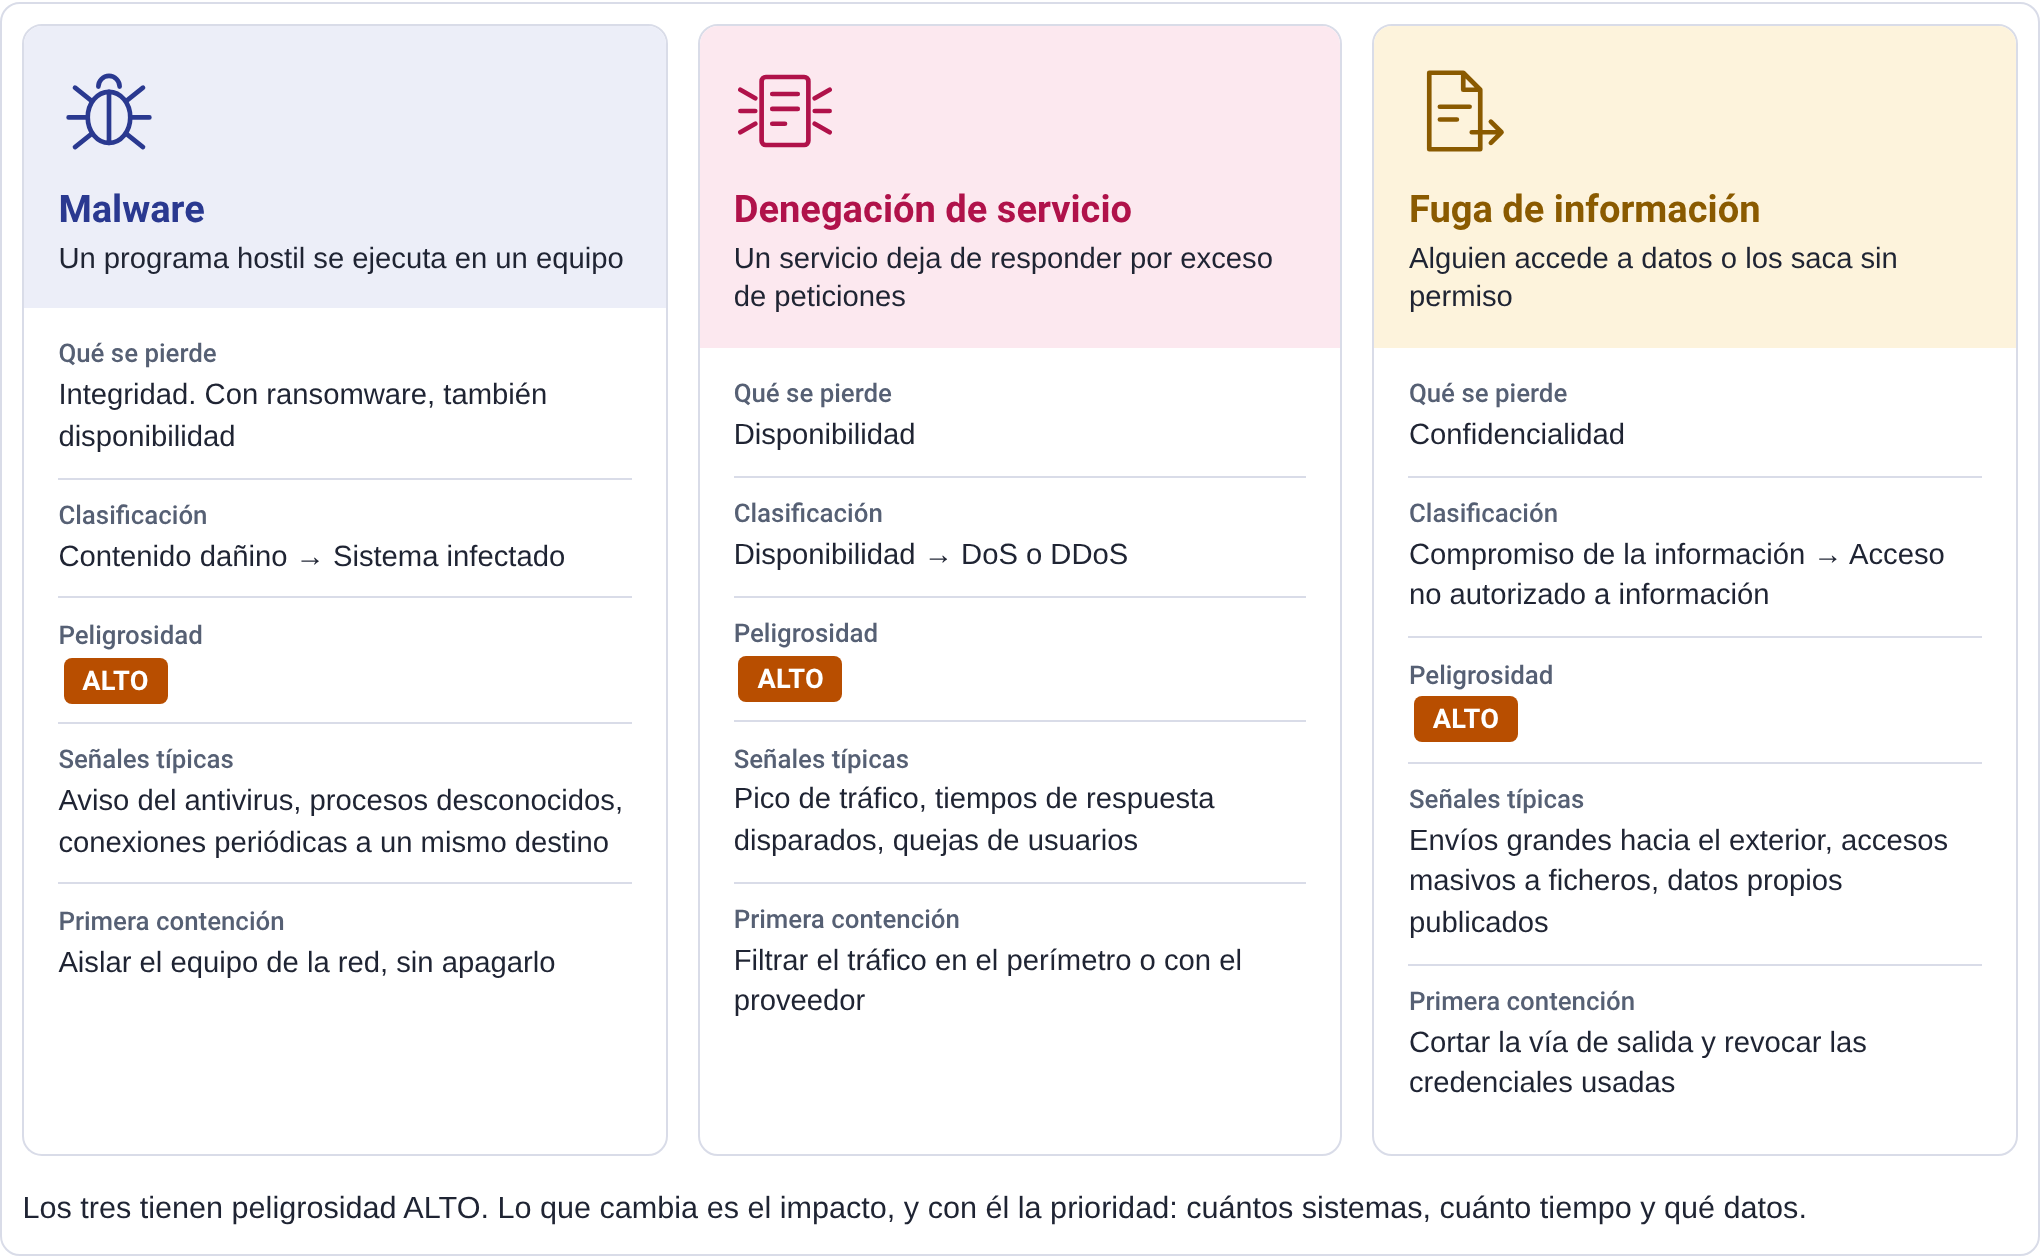 Malware
Un programa hostil se ejecuta en un equipo
Qué se pierde
Integridad. Con ransomware, también
disponibilidad
Clasificación
Contenido dañino → Sistema infectado
Peligrosidad
ALTO
Señales típicas
Aviso del antivirus, procesos desconocidos,
conexiones periódicas a un mismo destino
Primera contención
Aislar el equipo de la red, sin apagarlo
Denegación de servicio
Un servicio deja de responder por exceso
de peticiones
Qué se pierde
Disponibilidad
Clasificación
Disponibilidad → DoS o DDoS
Peligrosidad
ALTO
Señales típicas
Pico de tráfico, tiempos de respuesta
disparados, quejas de usuarios
Primera contención
Filtrar el tráfico en el perímetro o con el
proveedor
Fuga de información
Alguien accede a datos o los saca sin
permiso
Qué se pierde
Confidencialidad
Clasificación
Compromiso de la información → Acceso
no autorizado a información
Peligrosidad
ALTO
Señales típicas
Envíos grandes hacia el exterior, accesos
masivos a ficheros, datos propios
publicados
Primera contención
Cortar la vía de salida y revocar las
credenciales usadas
Los tres tienen peligrosidad ALTO. Lo que cambia es el impacto, y con él la prioridad: cuántos sistemas, cuánto tiempo y qué datos.